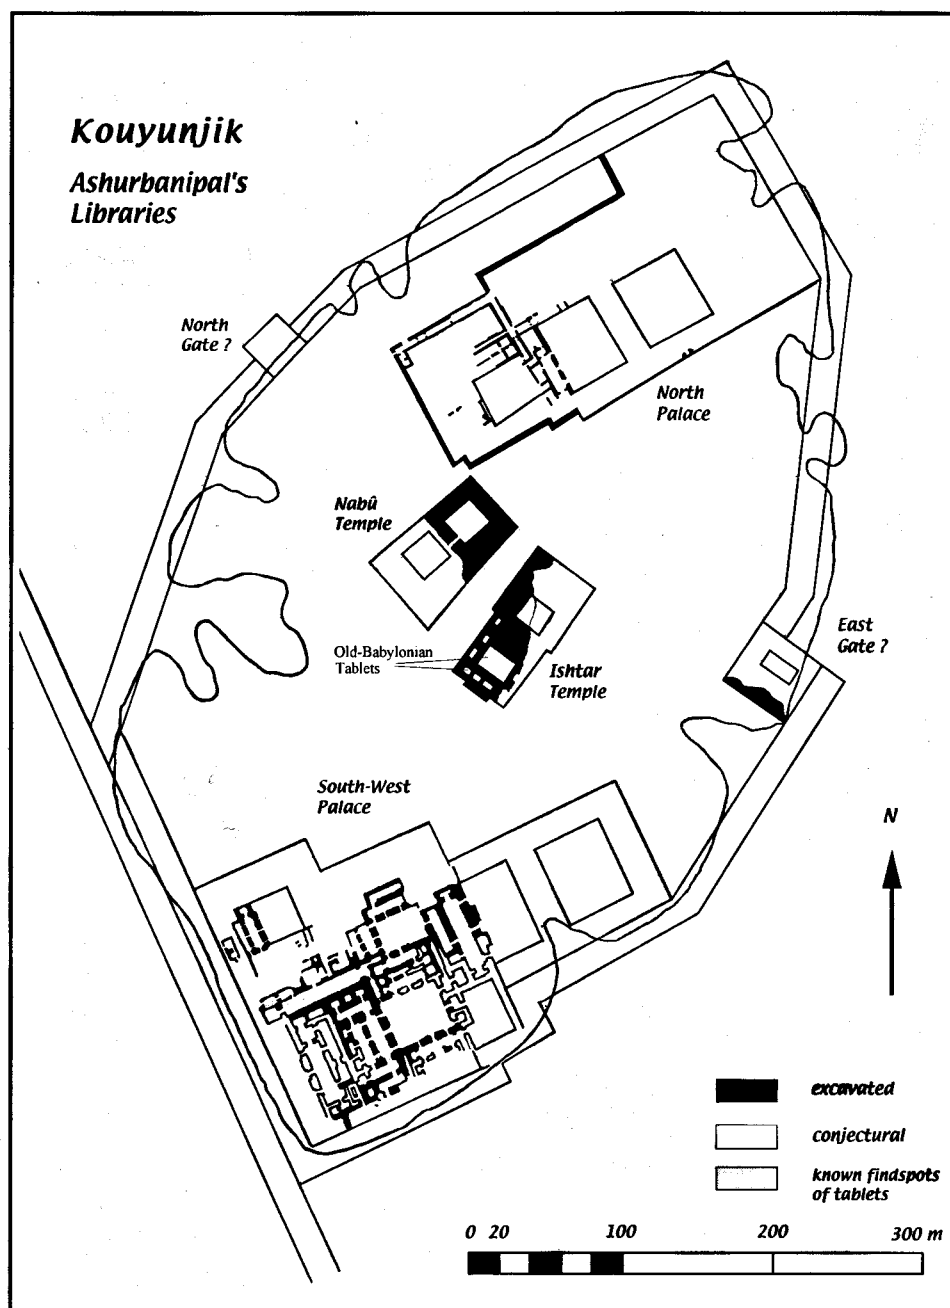 Kouyunjik
Ashurbanipal's
Libraries
North
Gate ?
North
Palace
Nabû
Temple
Old-Babylonian
Tablets
Ishtar
Temple
East
Gate ?
South-West
Palace
N
excavated
conjectural
known findspots
of tablets
0 20 100 200 300 m